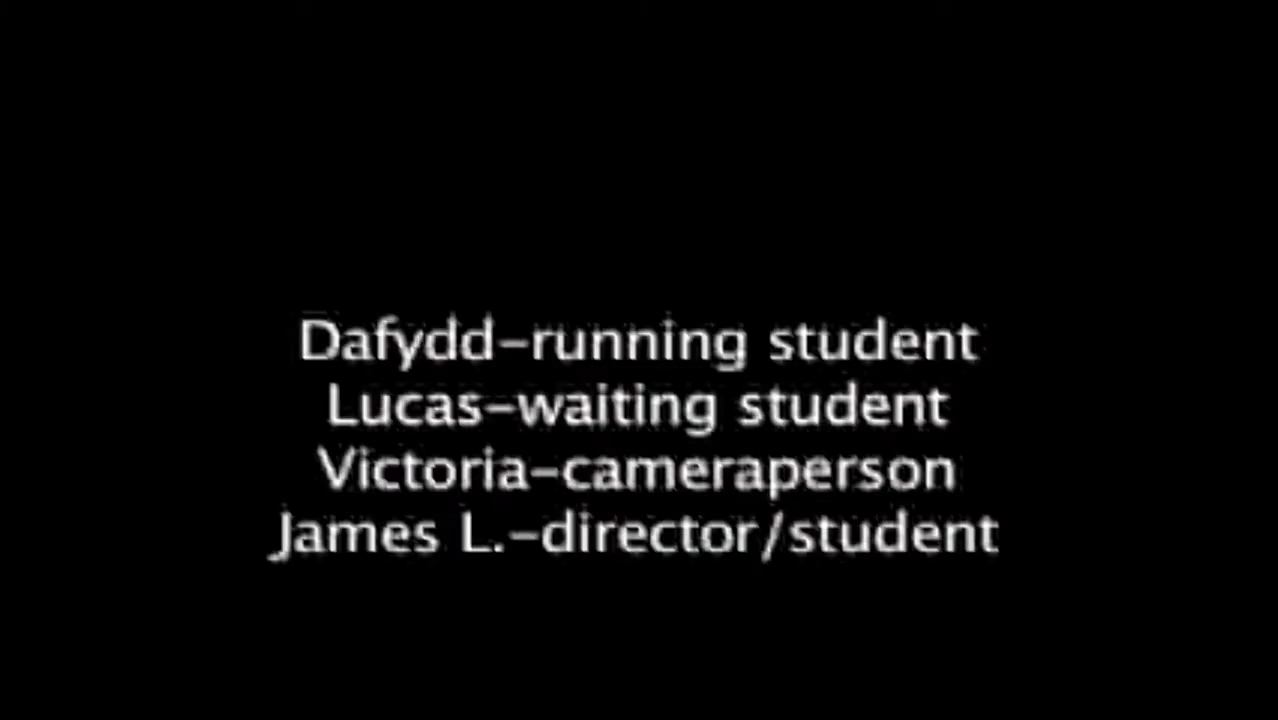 Dafydd-running student
Lucas-waiting student
Victoria-cameraperson
James L.-director/student